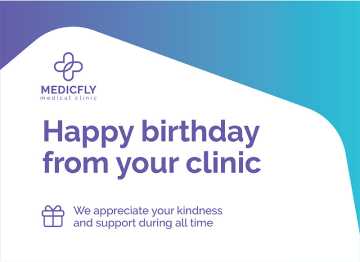 MEDICFLY
medical clinic
Happy birthday
from your clinic
We appreciate your kindness
and support during all time